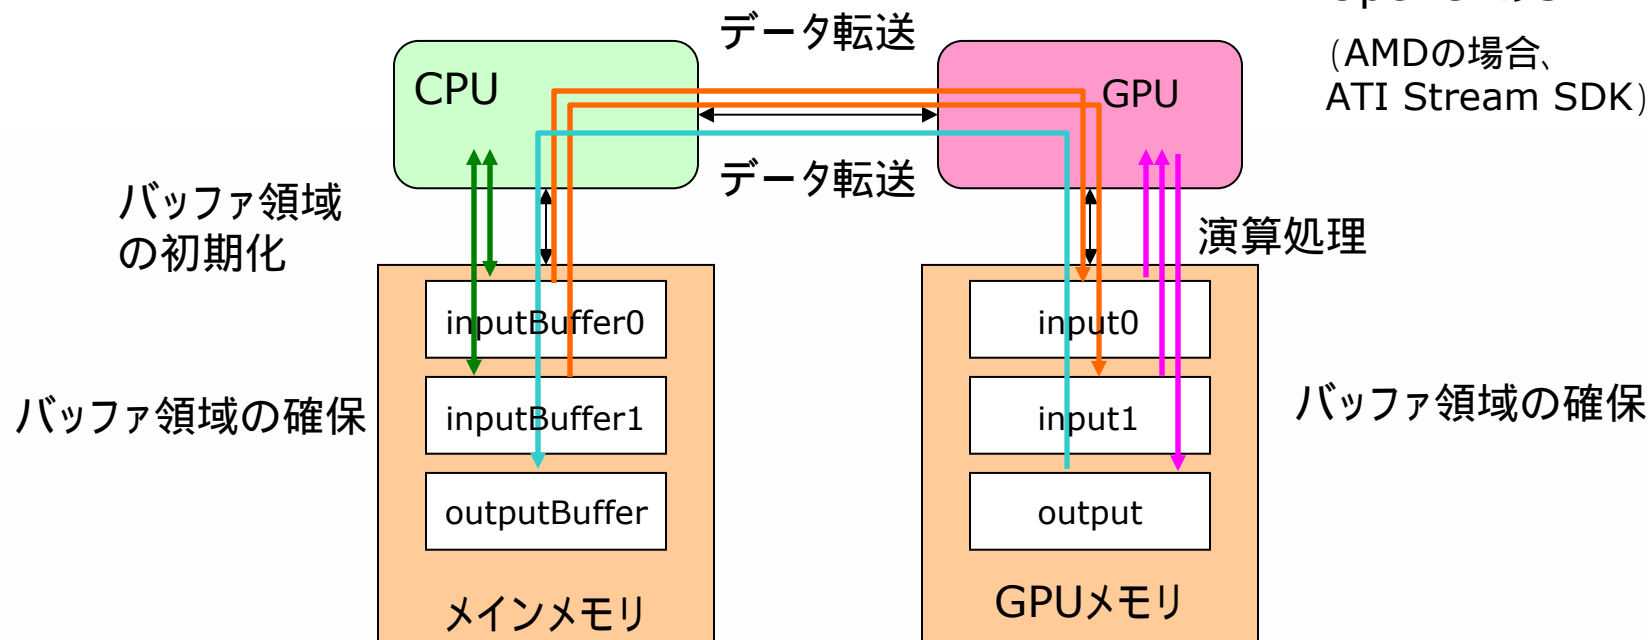 データ転送
(AMDの場合、
ATI Stream SDK)
CPU
GPU
データ転送
バッファ領域
の初期化
演算処理
inputBuffer0
input0
バッファ領域の確保
inputBuffer1
input1
バッファ領域の確保
outputBuffer
output
メインメモリ
GPUメモリ